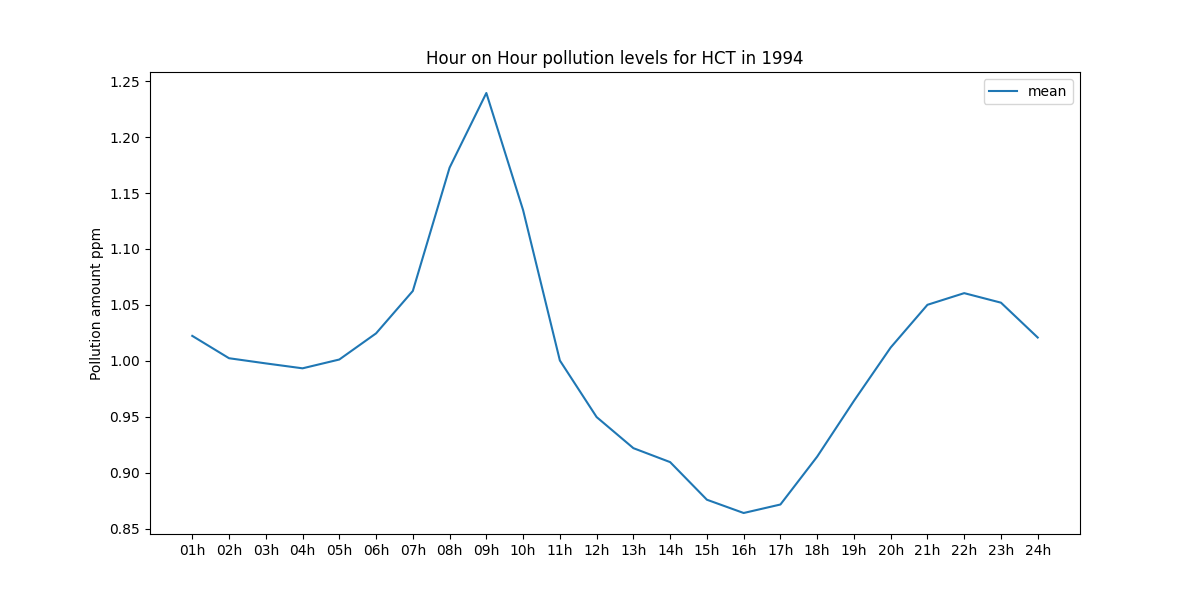 Hour on Hour pollution levels for HCT in 1994
mean
Pollution amount ppm
1.25
1.20
1.15
1.10
1.05
1.00
0.95
0.90
0.85
01h 02h 03h 04h 05h 06h 07h 08h 09h 10h 11h 12h 13h 14h 15h 16h 17h 18h 19h 20h 21h 22h 23h 24h